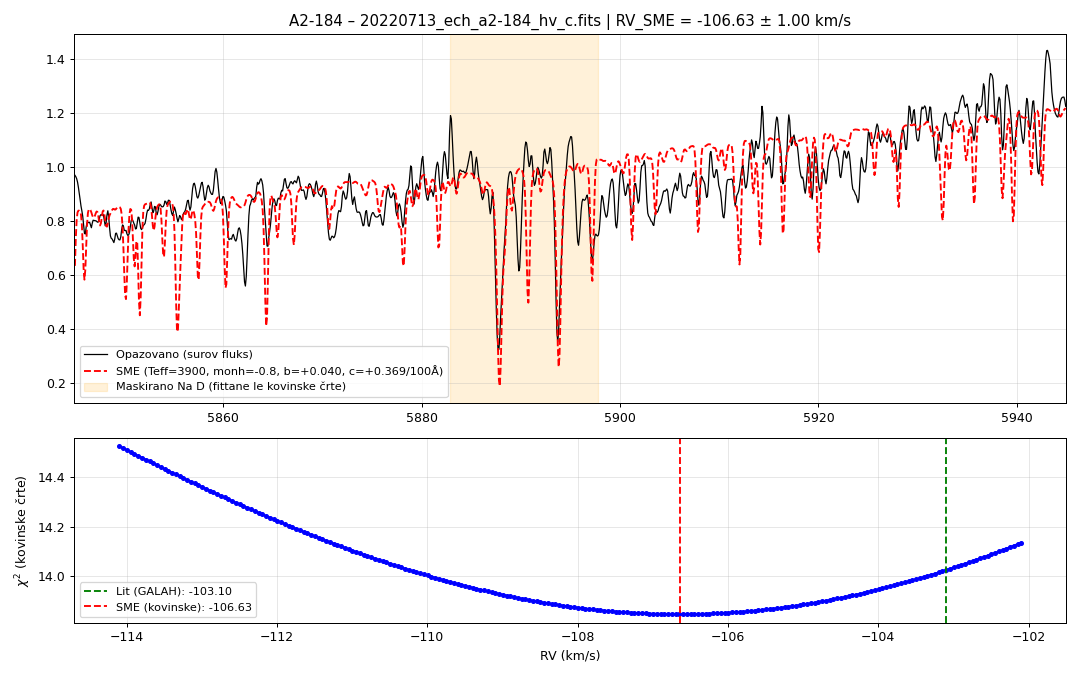 A2-184 – 20220713_ech_a2-184_hv_c.fits | RV_SME = -106.63 ± 1.00 km/s
1.4
1.2
1.0
0.8
0.6
0.4
0.2
Opazovano (surov fluks)
SME (Teff=3900, monh=-0.8, b=+0.040, c=+0.369/100Å)
Maskirano Na D (fittane le kovinske črte)
5860 5880 5900 5920 5940
χ² (kovinske črte)
14.4
14.2
14.0
Lit (GALAH): -103.10
SME (kovinske): -106.63
−114 −112 −110 −108 −106 −104 −102
RV (km/s)